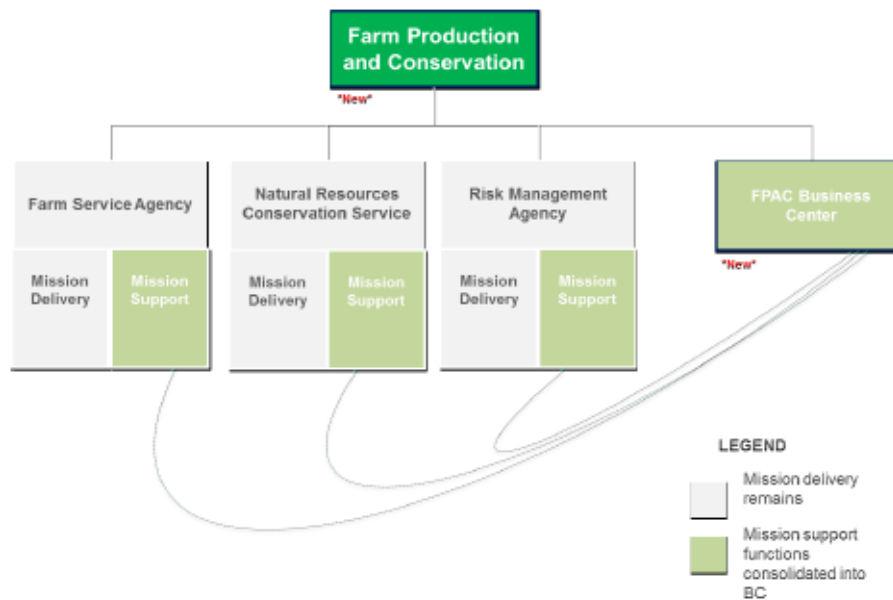 Farm Production
and Conservation
*New*
Farm Service Agency
Natural Resources
Conservation Service
Risk Management
Agency
FPAC Business
Center
*New*
Mission
Delivery
Mission
Support
Mission
Delivery
Mission
Support
Mission
Delivery
Mission
Support
LEGEND
Mission delivery
remains
Mission support
functions
consolidated into
BC